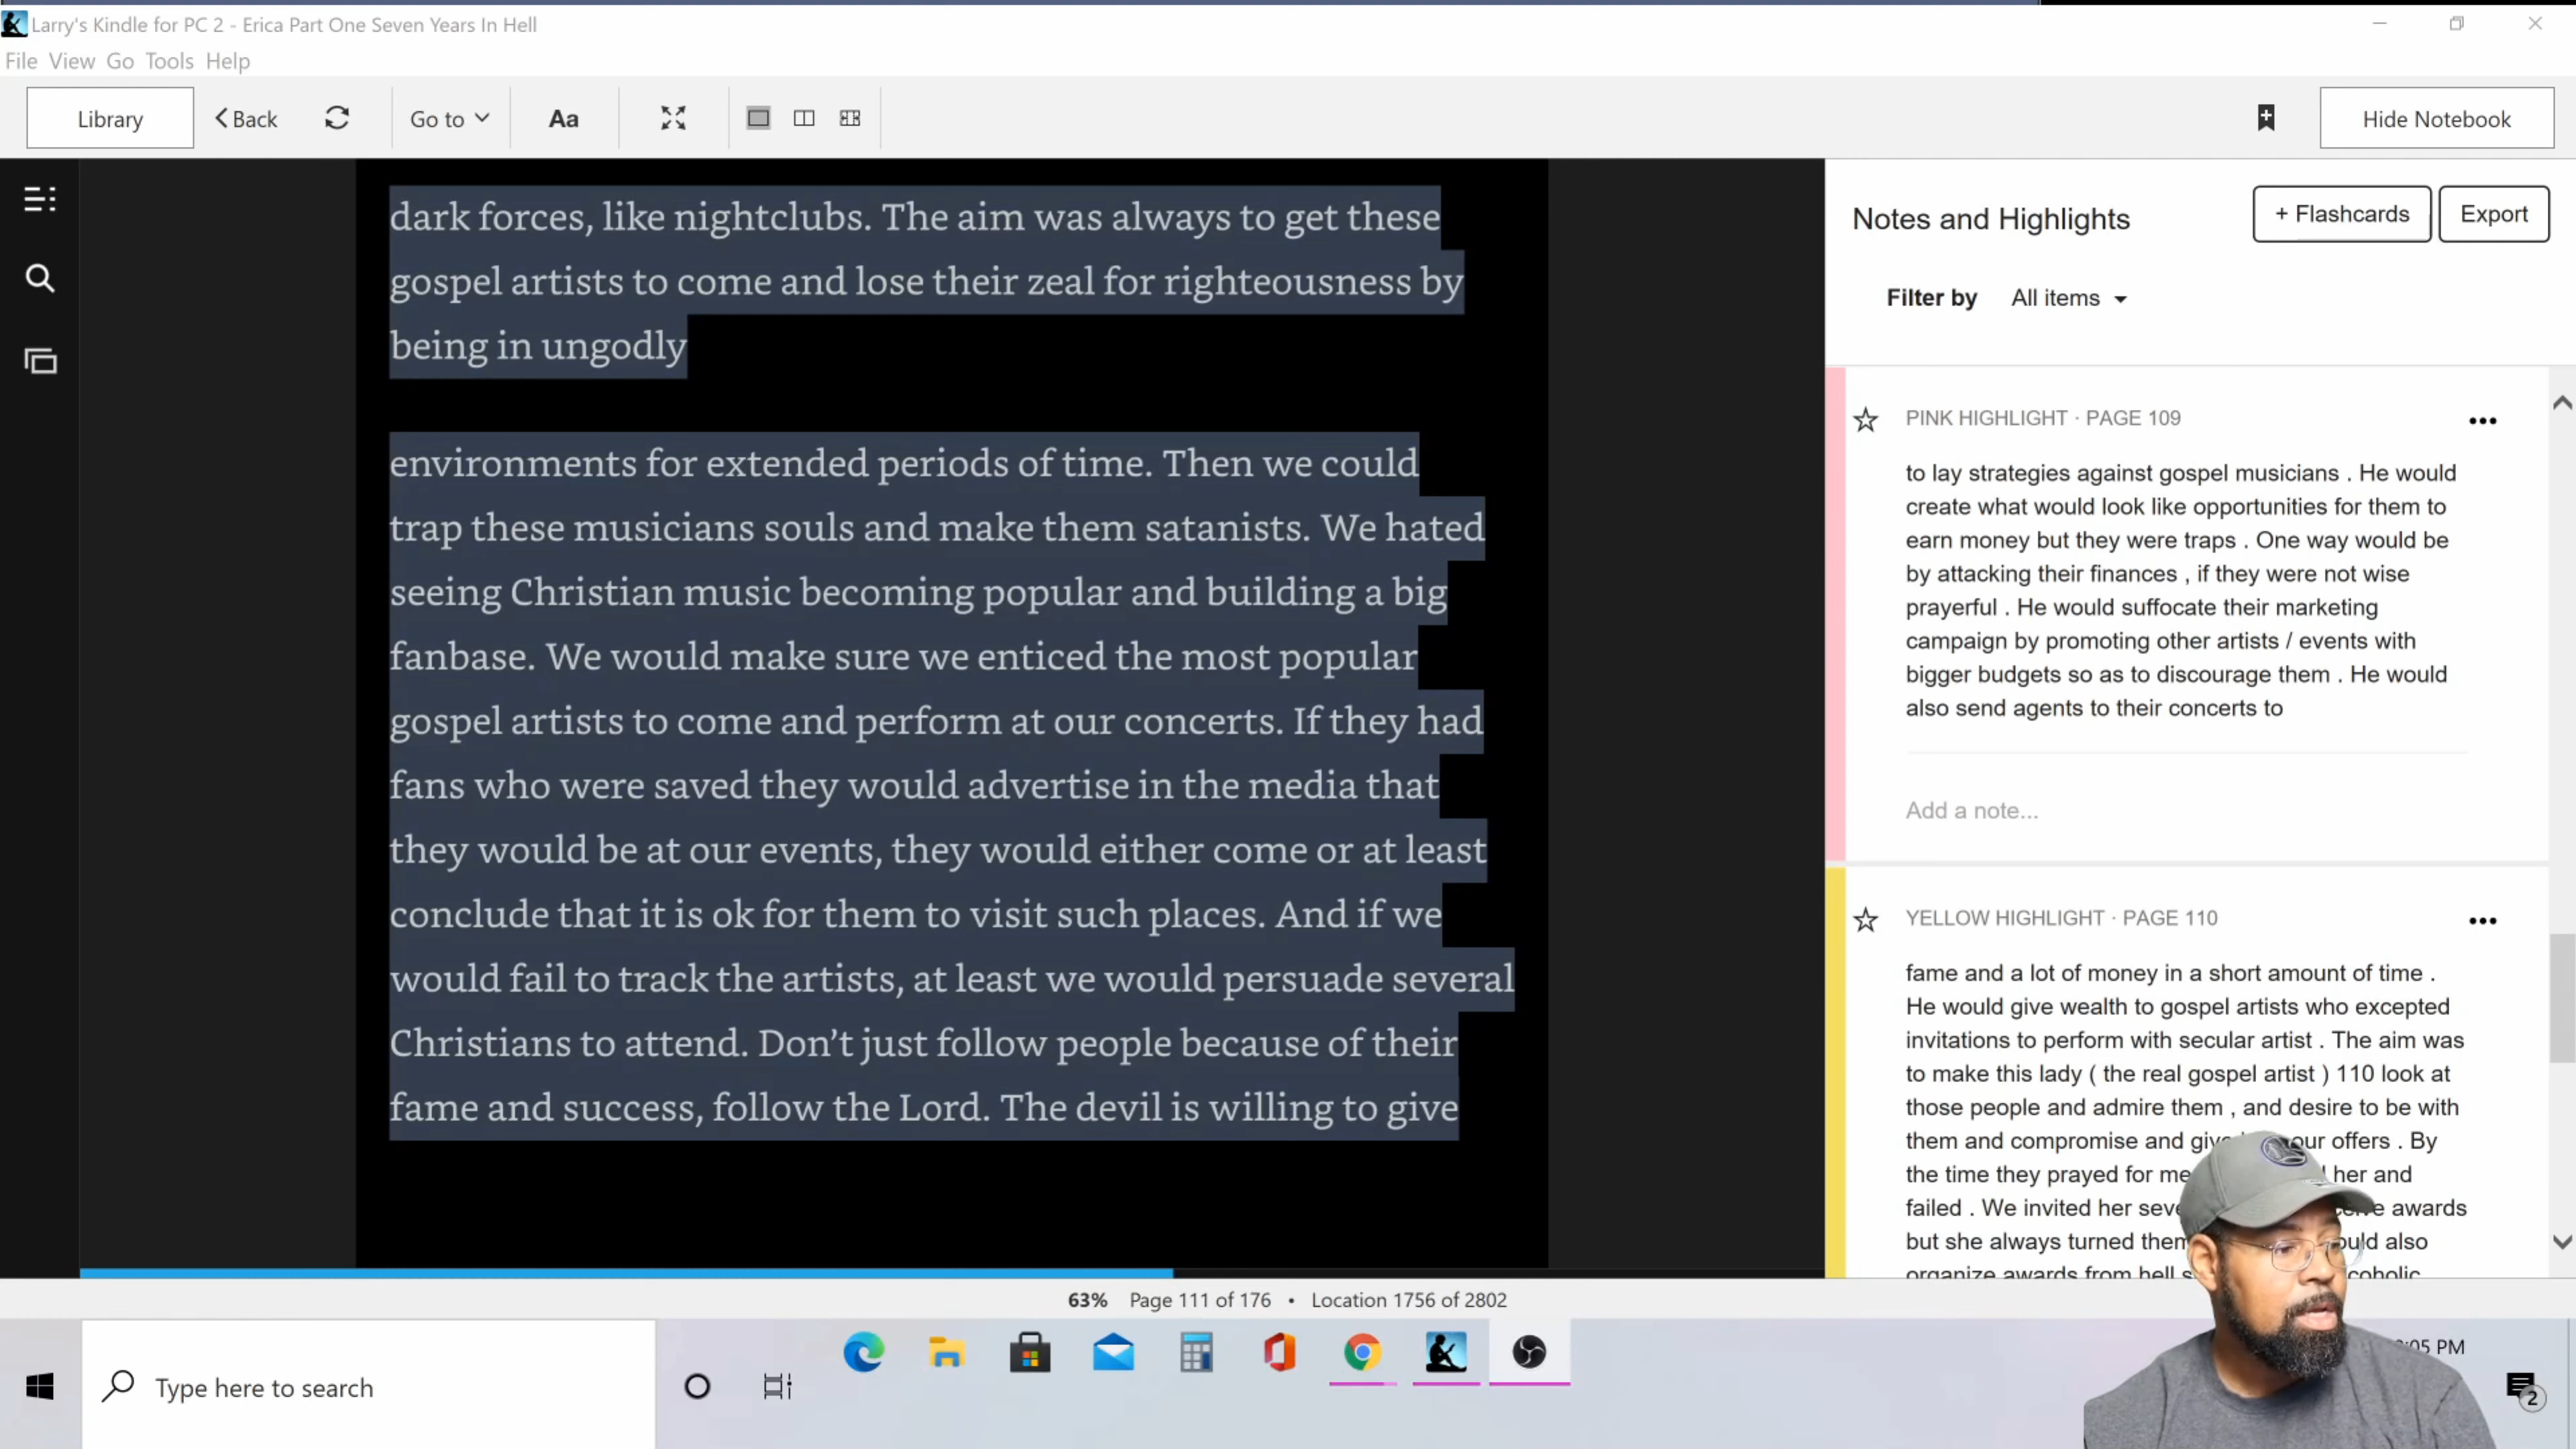 Larry's Kindle for PC 2 - Erica Part One Seven Years In Hell
File View Go Tools Help
Library Back Go to Aa Hide Notebook
dark forces, like nightclubs. The aim was always to get these
gospel artists to come and lose their zeal for righteousness by
being in ungodly
environments for extended periods of time. Then we could
trap these musicians souls and make them satanists. We hated
seeing Christian music becoming popular and building a big
fanbase. We would make sure we enticed the most popular
gospel artists to come and perform at our concerts. If they had
fans who were saved they would advertise in the media that
they would be at our events, they would either come or at least
conclude that it is ok for them to visit such places. And if we
would fail to track the artists, at least we would persuade several
Christians to attend. Don't just follow people because of their
fame and success, follow the Lord. The devil is willing to give
Notes and Highlights + Flashcards Export
Filter by All items
PINK HIGHLIGHT · PAGE 109
to lay strategies against gospel musicians . He would
create what would look like opportunities for them to
earn money but they were traps . One way would be
by attacking their finances , if they were not wise
prayerful . He would suffocate their marketing
campaign by promoting other artists / events with
bigger budgets so as to discourage them . He would
also send agents to their concerts to
Add a note...
YELLOW HIGHLIGHT · PAGE 110
fame and a lot of money in a short amount of time .
He would give wealth to gospel artists who excepted
invitations to perform with secular artist . The aim was
to make this lady ( the real gospel artist ) 110 look at
those people and admire them , and desire to be with
them and compromise and our offers . By
the time they prayed for her and
failed . We invited her awards
but she always turned also
organize awards from hell
63% Page 111 of 176 • Location 1756 of 2802
Type here to search
05 PM
2